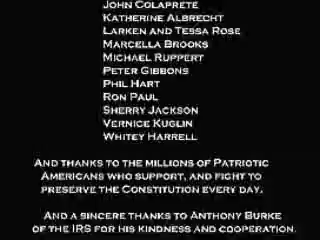 John Colaprete
Katherine Albrecht
Larken and Tessa Rose
Marcella Brooks
Michael Ruppert
Peter Gibbons
Phil Hart
Ron Paul
Sherry Jackson
Vernice Kuglin
Whitey Harrell
And thanks to the millions of Patriotic
Americans who support, and fight to
preserve the Constitution every day.
And a sincere thanks to Anthony Burke
of the IRS for his kindness and cooperation.